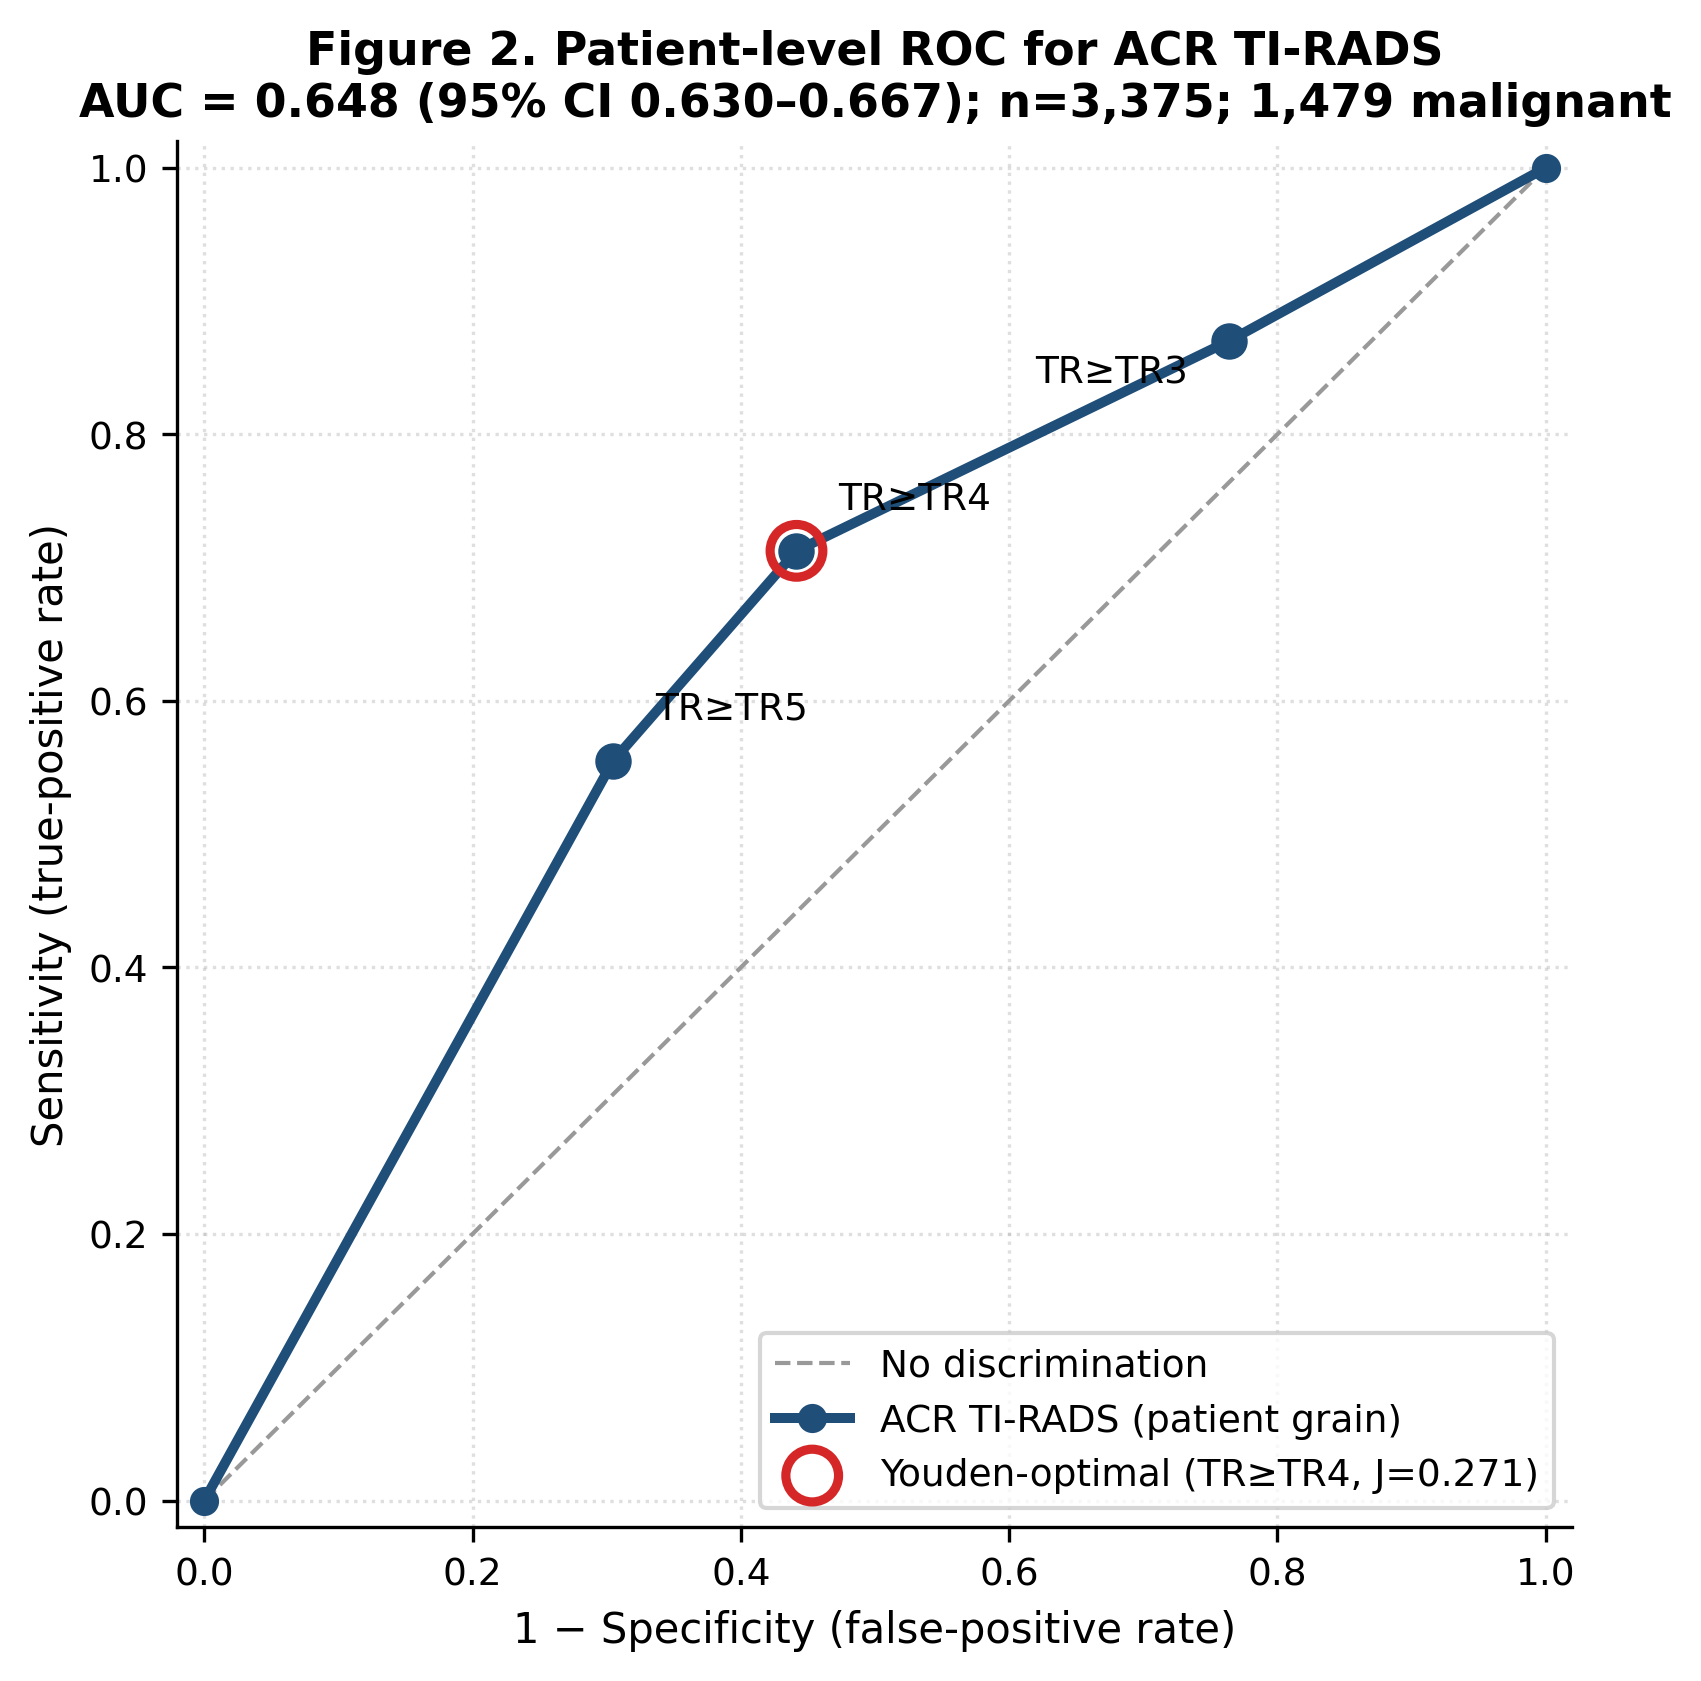 Figure 2. Patient-level ROC for ACR TI-RADS
AUC = 0.648 (95% CI 0.630–0.667); n=3,375; 1,479 malignant
Sensitivity (true-positive rate)
1.0
0.8
0.6
0.4
0.2
0.0
TR≥TR3
TR≥TR4
TR≥TR5
No discrimination
ACR TI-RADS (patient grain)
Youden-optimal (TR≥TR4, J=0.271)
0.0 0.2 0.4 0.6 0.8 1.0
1 − Specificity (false-positive rate)